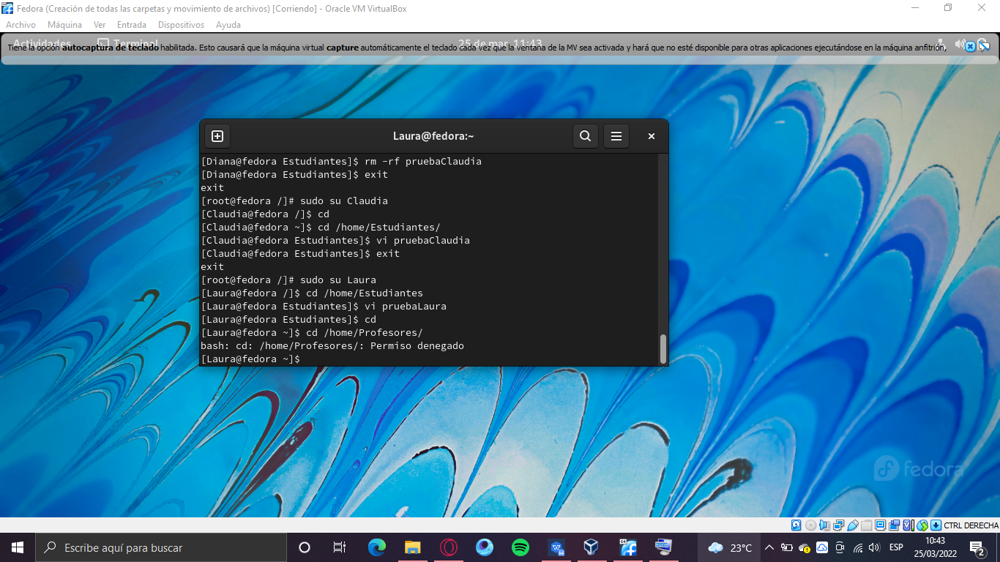 Fedora (Creación de todas las carpetas y movimiento de archivos) [Corriendo] - Oracle VM VirtualBox
Archivo Máquina Ver Entrada Dispositivos Ayuda
Actividades Terminal 25 de mar 11:43
Tiene la opción autocaptura de teclado habilitada. Esto causará que la máquina virtual capture automáticamente el teclado cada vez que la ventana de la MV sea activada y hará que no esté disponible para otras aplicaciones ejecutándose en la máquina anfitrión,
Laura@fedora:~
[Diana@fedora Estudiantes]$ rm -rf pruebaClaudia
[Diana@fedora Estudiantes]$ exit
exit
[root@fedora /]# sudo su Claudia
[Claudia@fedora /]$ cd
[Claudia@fedora ~]$ cd /home/Estudiantes/
[Claudia@fedora Estudiantes]$ vi pruebaClaudia
[Claudia@fedora Estudiantes]$ exit
exit
[root@fedora /]# sudo su Laura
[Laura@fedora /]$ cd /home/Estudiantes
[Laura@fedora Estudiantes]$ vi pruebaLaura
[Laura@fedora Estudiantes]$ cd
[Laura@fedora ~]$ cd /home/Profesores/
bash: cd: /home/Profesores/: Permiso denegado
[Laura@fedora ~]$
fedora
CTRL DERECHA
Escribe aquí para buscar
23°C
ESP
10:43
25/03/2022
2